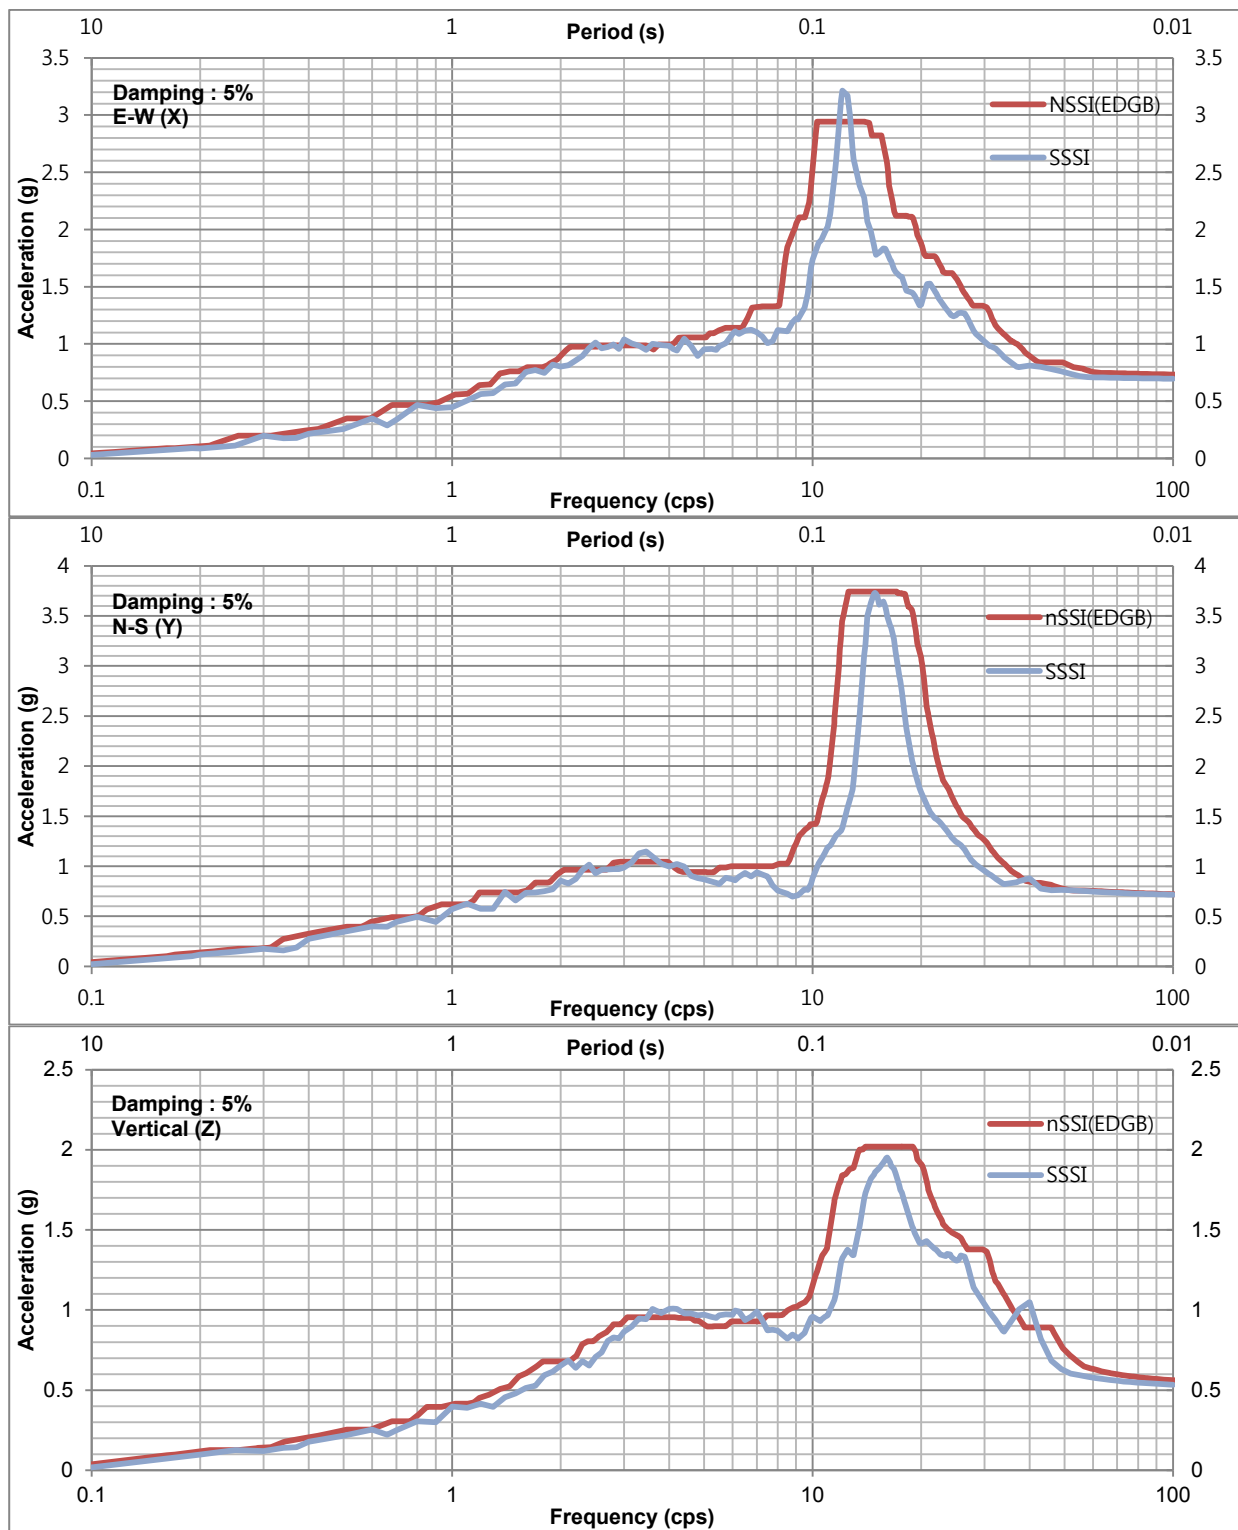 10 1 Period (s) 0.1 0.01
3.5 3.5
Damping : 5%
E-W (X)
NSSI(EDGB)
3 3
SSSI
2.5 2.5
Acceleration (g)
2 2
1.5 1.5
1 1
0.5 0.5
0 0
0.1 1 10 100
Frequency (cps)
10 1 Period (s) 0.1 0.01
4 4
Damping : 5%
N-S (Y)
3.5 nSSI(EDGB) 3.5
3 SSSI 3
2.5 2.5
Acceleration (g)
2 2
1.5 1.5
1 1
0.5 0.5
0 0
0.1 1 10 100
Frequency (cps)
10 1 Period (s) 0.1 0.01
2.5 2.5
Damping : 5%
Vertical (Z)
nSSI(EDGB)
2 2
SSSI
1.5 1.5
Acceleration (g)
1 1
0.5 0.5
0 0
0.1 1 10 100
Frequency (cps)